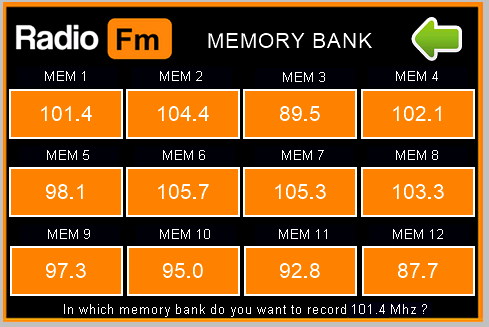 Radio Fm MEMORY BANK
MEM 1 MEM 2 MEM 3 MEM 4
101.4 104.4 89.5 102.1
MEM 5 MEM 6 MEM 7 MEM 8
98.1 105.7 105.3 103.3
MEM 9 MEM 10 MEM 11 MEM 12
97.3 95.0 92.8 87.7
In which memory bank do you want to record 101.4 Mhz ?